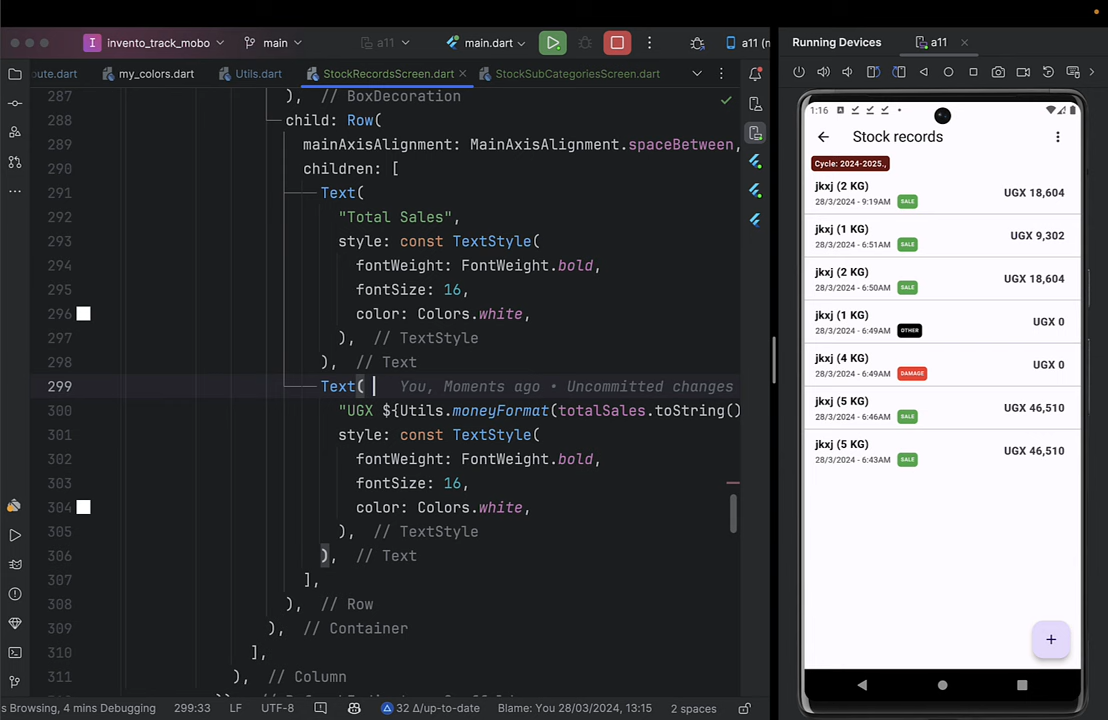 invento_track_mobo
main
a11
main.dart
a11 (m
Running Devices
a11
oute.dart
my_colors.dart
Utils.dart
StockRecordsScreen.dart
StockSubCategoriesScreen.dart
287 ), // BoxDecoration
288 child: Row(
289 mainAxisAlignment: MainAxisAlignment.spaceBetween,
290 children: [
291 Text(
292 "Total Sales",
293 style: const TextStyle(
294 fontWeight: FontWeight.bold,
295 fontSize: 16,
296 color: Colors.white,
297 ), // TextStyle
298 ), // Text
299 Text( You, Moments ago • Uncommitted changes
300 "UGX ${Utils.moneyFormat(totalSales.toString()
301 style: const TextStyle(
302 fontWeight: FontWeight.bold,
303 fontSize: 16,
304 color: Colors.white,
305 ), // TextStyle
306 ), // Text
307 ],
308 ), // Row
309 ), // Container
310 ],
311 ), // Column
s Browsing, 4 mins Debugging
299:33
LF
UTF-8
32 Δ/up-to-date
Blame: You 28/03/2024, 13:15
2 spaces
1:16
Stock records
Cycle: 2024-2025.,
jkxj (2 KG)
28/3/2024 - 9:19AM SALE
UGX 18,604
jkxj (1 KG)
28/3/2024 - 6:51AM SALE
UGX 9,302
jkxj (2 KG)
28/3/2024 - 6:50AM SALE
UGX 18,604
jkxj (1 KG)
28/3/2024 - 6:49AM OTHER
UGX 0
jkxj (4 KG)
28/3/2024 - 6:49AM DAMAGE
UGX 0
jkxj (5 KG)
28/3/2024 - 6:46AM SALE
UGX 46,510
jkxj (5 KG)
28/3/2024 - 6:43AM SALE
UGX 46,510